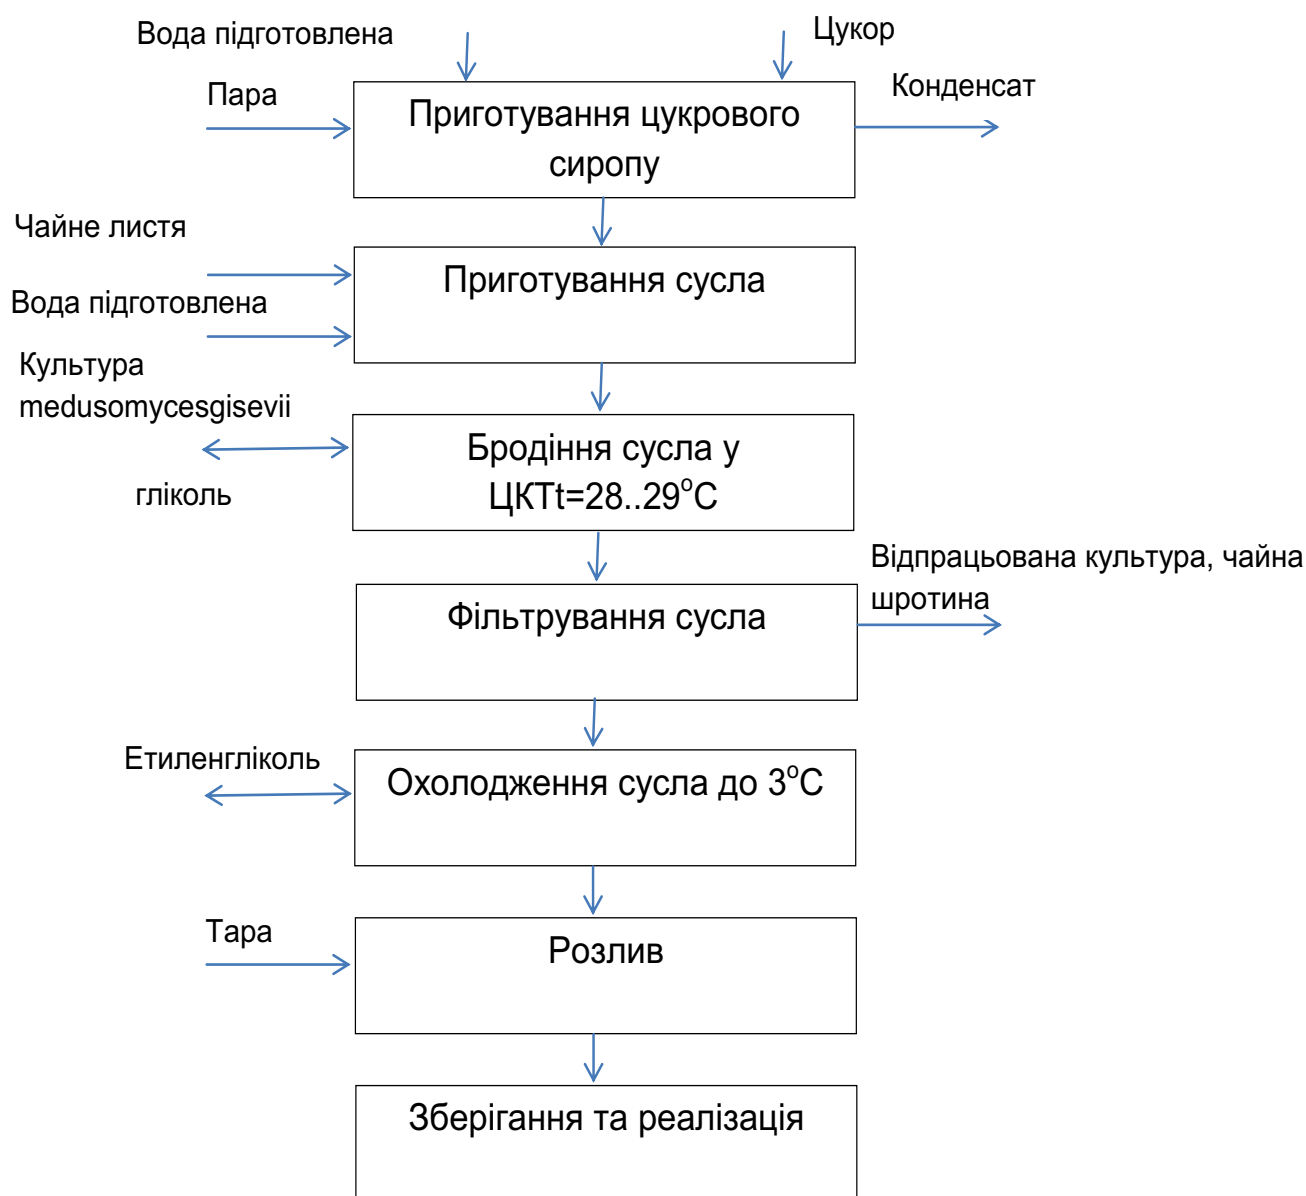 Вода підготовлена
Цукор
Пара
Конденсат
Приготування цукрового
сиропу
Чайне листя
Приготування сусла
Вода підготовлена
Культура
medusomycesgisevii
Бродіння сусла у
ЦКТt=28..29°С
гліколь
Відпрацьована культура, чайна
шротина
Фільтрування сусла
Етиленгліколь
Охолодження сусла до 3°С
Тара
Розлив
Зберігання та реалізація